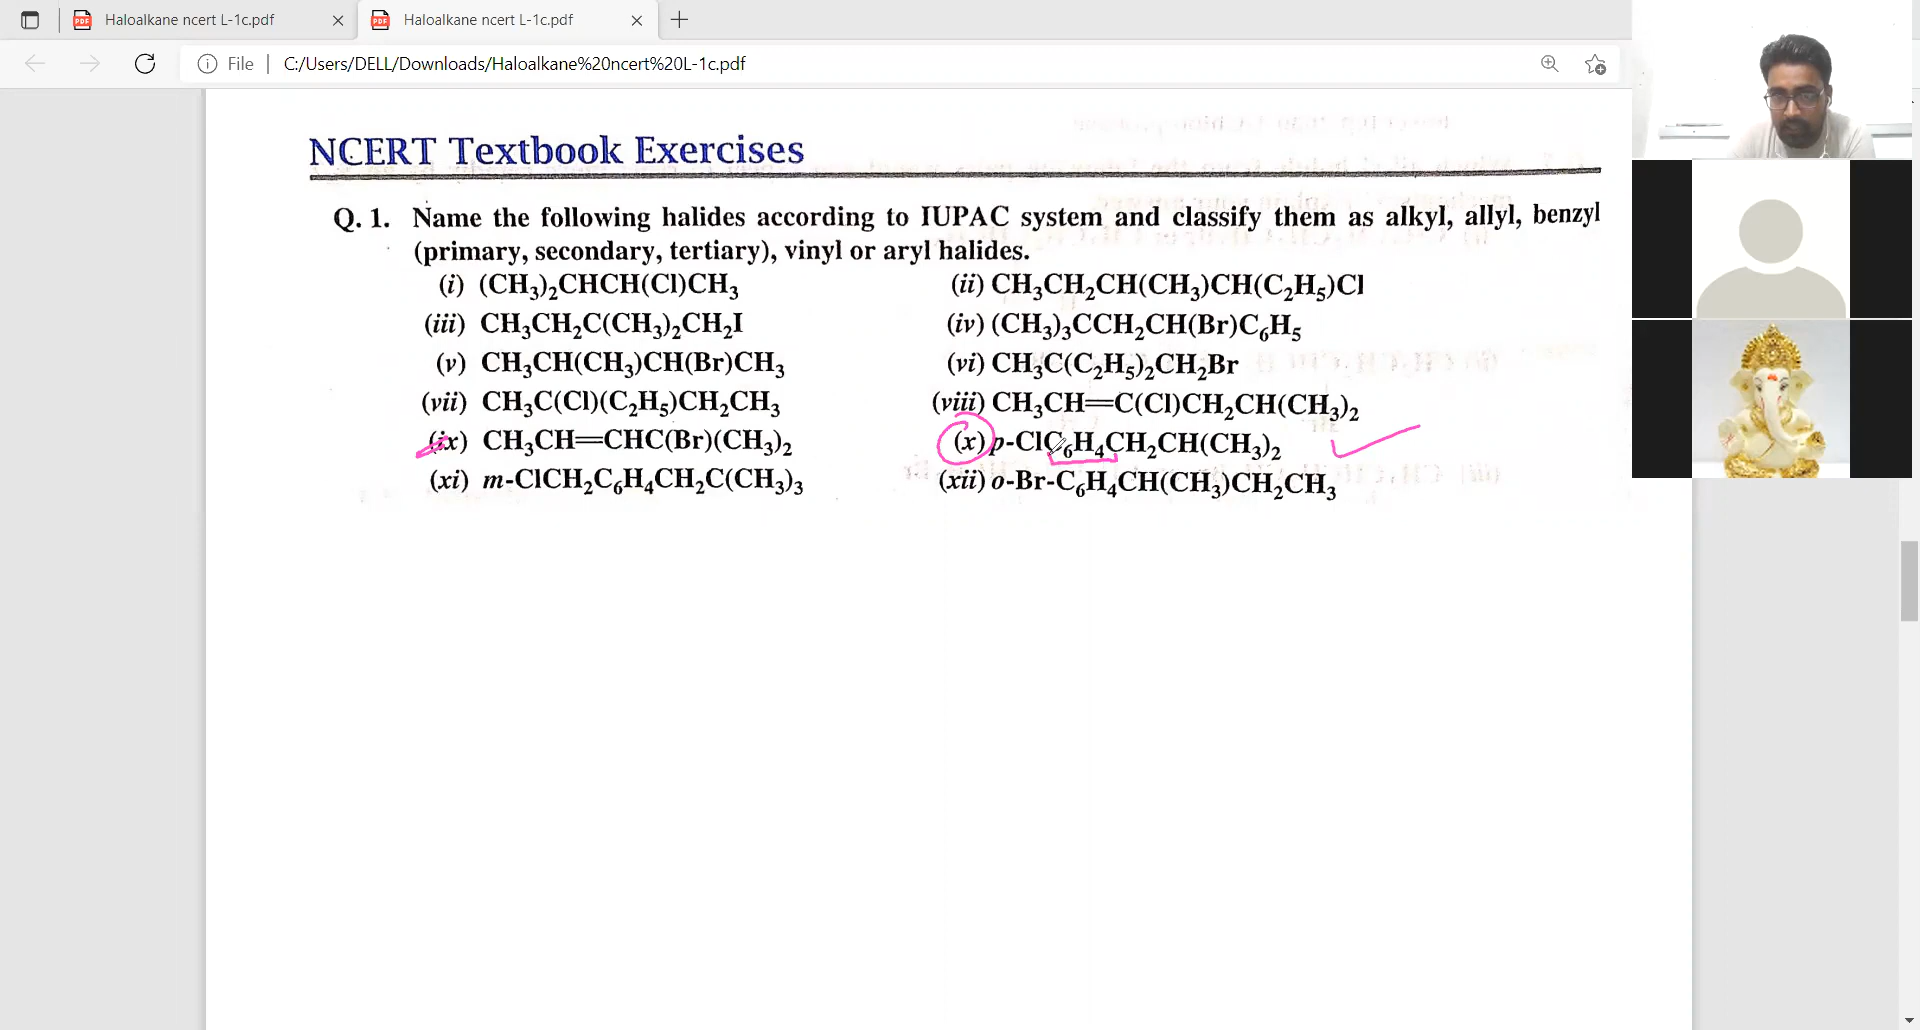 Haloalkane ncert L-1c.pdf
Haloalkane ncert L-1c.pdf
File
C:/Users/DELL/Downloads/Haloalkane%20ncert%20L-1c.pdf
NCERT Textbook Exercises
Q. 1. Name the following halides according to IUPAC system and classify them as alkyl, allyl, benzyl
(primary, secondary, tertiary), vinyl or aryl halides.
(i) (CH₃)₂CHCH(Cl)CH₃
(ii) CH₃CH₂CH(CH₃)CH(C₂H₅)Cl
(iii) CH₃CH₂C(CH₃)₂CH₂I
(iv) (CH₃)₃CCH₂CH(Br)C₆H₅
(v) CH₃CH(CH₃)CH(Br)CH₃
(vi) CH₃C(C₂H₅)₂CH₂Br
(vii) CH₃C(Cl)(C₂H₅)CH₂CH₃
(viii) CH₃CH=C(Cl)CH₂CH(CH₃)₂
(ix) CH₃CH=CHC(Br)(CH₃)₂
(x) p-ClC₆H₄CH₂CH(CH₃)₂
(xi) m-ClCH₂C₆H₄CH₂C(CH₃)₃
(xii) o-Br-C₆H₄CH(CH₃)CH₂CH₃